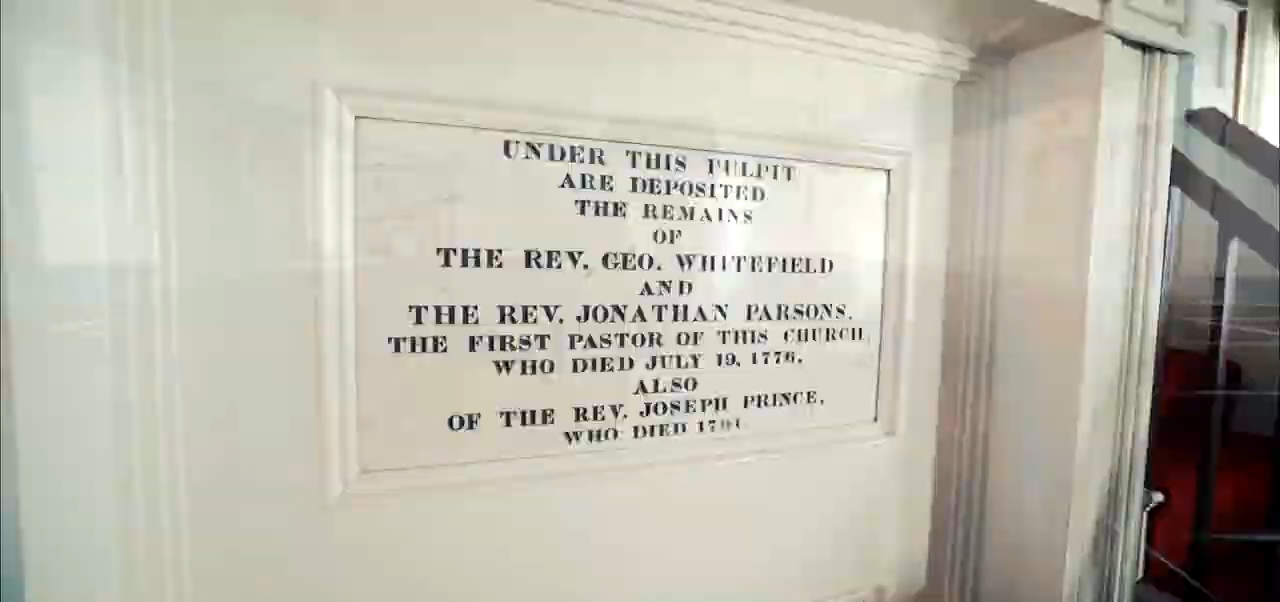 UNDER THIS PULPIT
ARE DEPOSITED
THE REMAINS
OF
THE REV. GEO. WHITEFIELD
AND
THE REV. JONATHAN PARSONS,
THE FIRST PASTOR OF THIS CHURCH,
WHO DIED JULY 19, 1776.
ALSO
OF THE REV. JOSEPH PRINCE,
WHO DIED